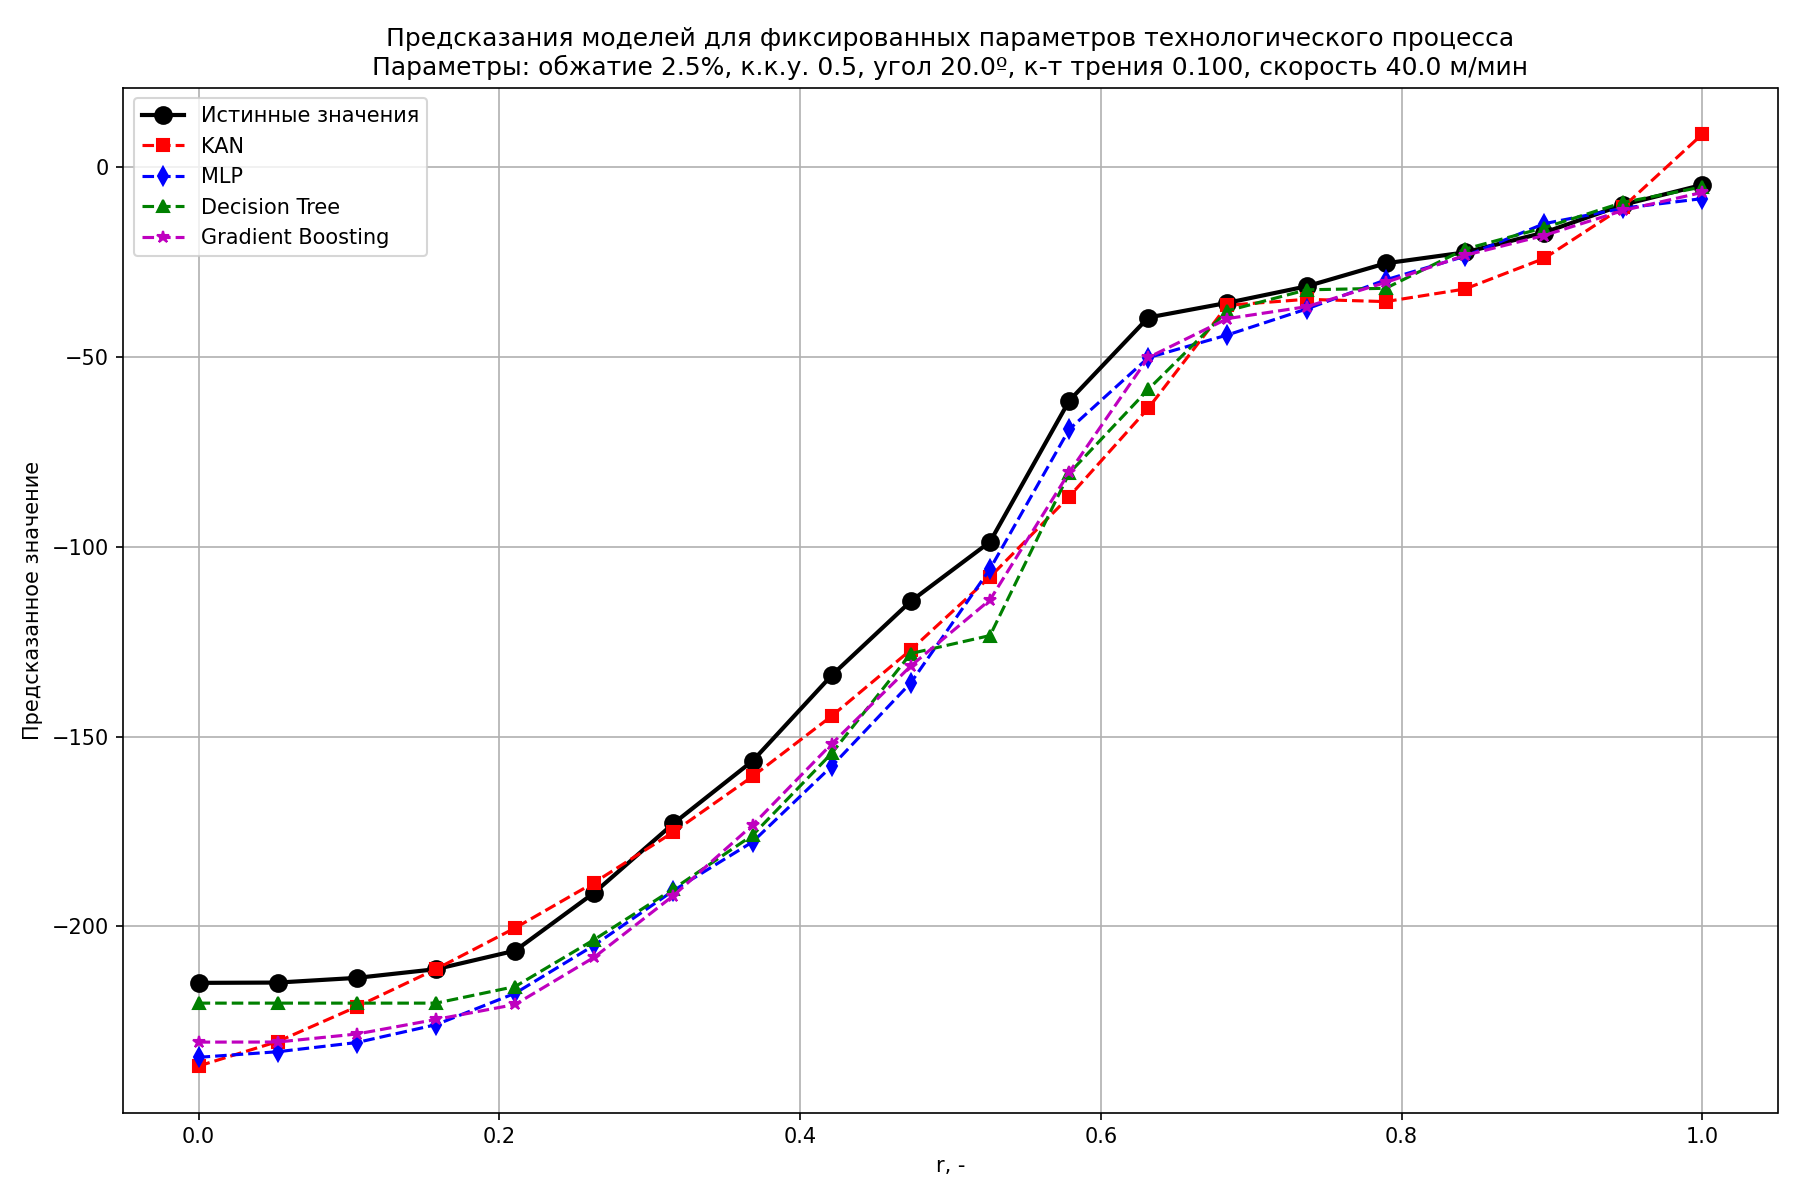 Предсказания моделей для фиксированных параметров технологического процесса
Параметры: обжатие 2.5%, к.к.у. 0.5, угол 20.0º, к-т трения 0.100, скорость 40.0 м/мин
Истинные значения
KAN
MLP
Decision Tree
Gradient Boosting
Предсказанное значение
0
−50
−100
−150
−200
0.0
0.2
0.4
0.6
0.8
1.0
r, -